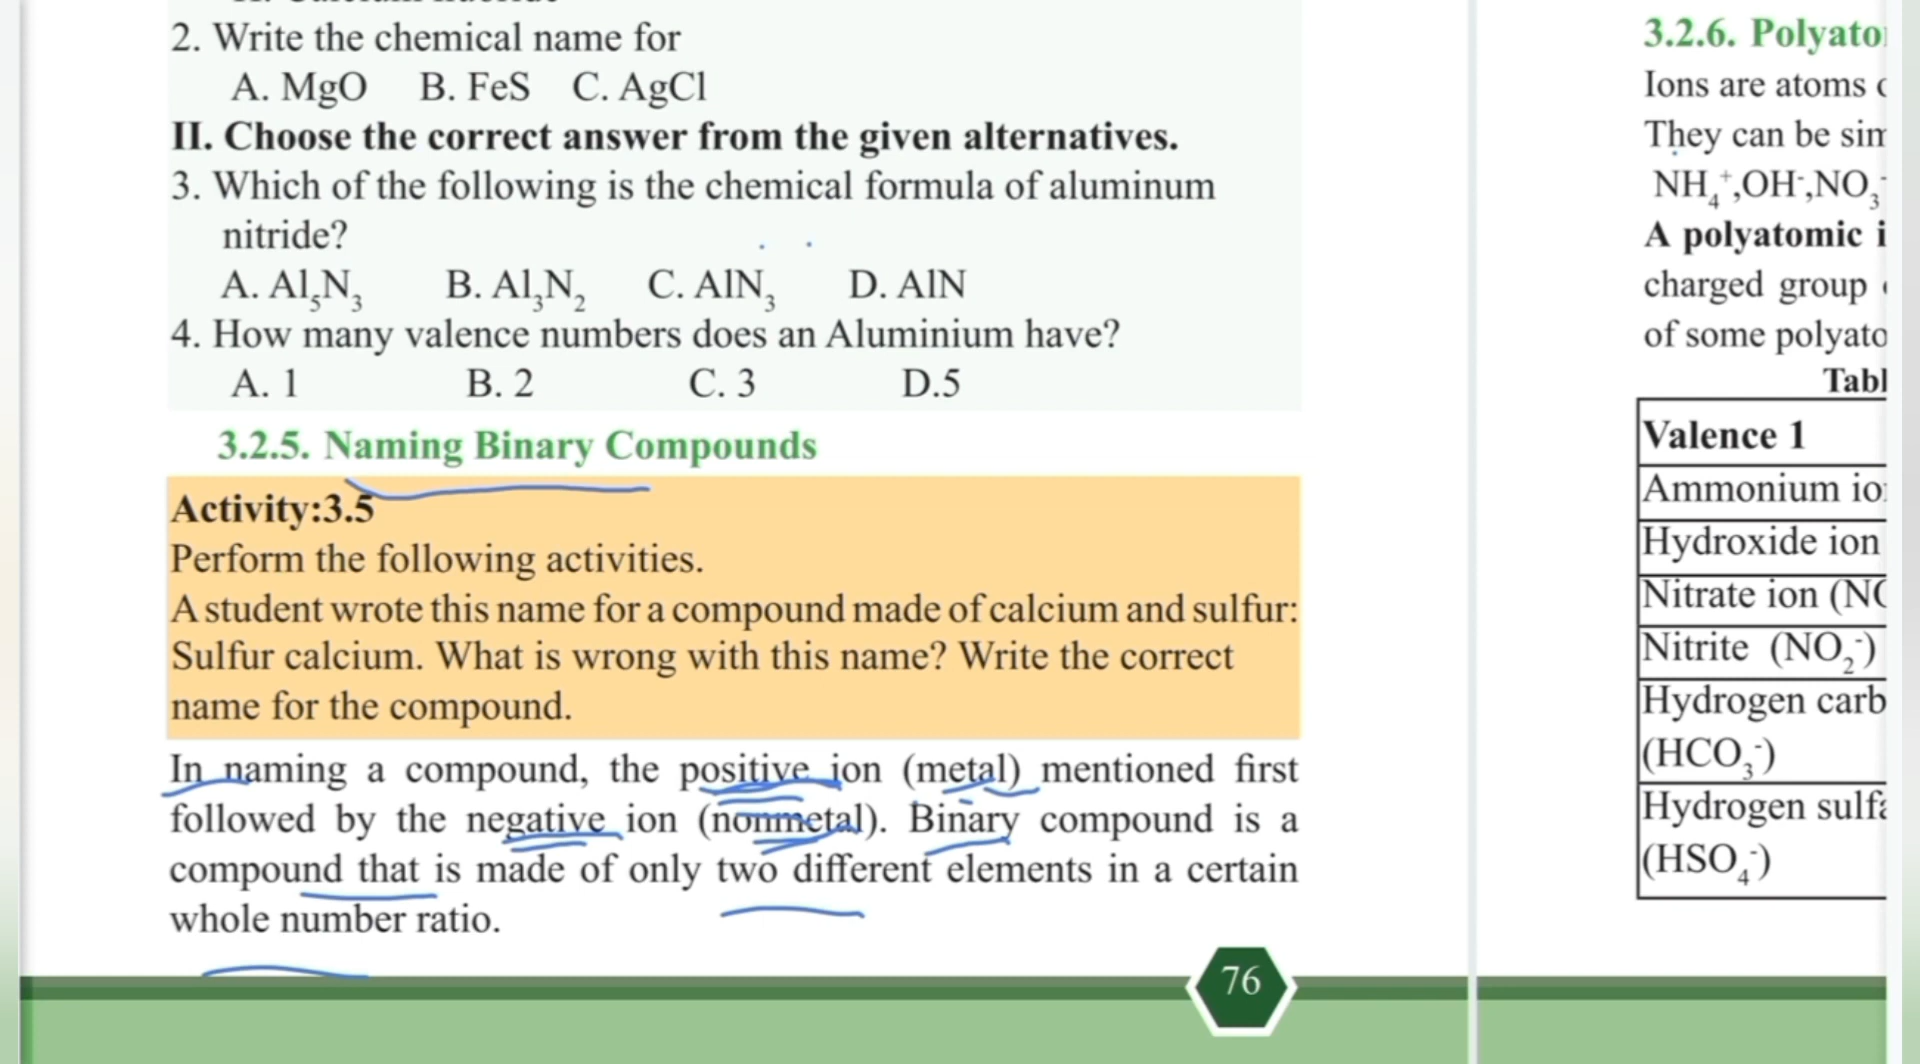 2. Write the chemical name for
A. MgO B. FeS C. AgCl
II. Choose the correct answer from the given alternatives.
3. Which of the following is the chemical formula of aluminum
nitride?
A. Al₅N₃ B. Al₃N₂ C. AlN₃ D. AlN
4. How many valence numbers does an Aluminium have?
A. 1 B. 2 C. 3 D.5
3.2.5. Naming Binary Compounds
Activity:3.5
Perform the following activities.
A student wrote this name for a compound made of calcium and sulfur:
Sulfur calcium. What is wrong with this name? Write the correct
name for the compound.
In naming a compound, the positive ion (metal) mentioned first
followed by the negative ion (nonmetal). Binary compound is a
compound that is made of only two different elements in a certain
whole number ratio.
76
3.2.6.
Ions are atoms
They can be
NH₄⁺,OH⁻,NO₃⁻
A polyatomic
charged group
of some
Valence 1
Ammonium
Hydroxide ion
Nitrate ion
Nitrite (NO₂⁻)
Hydrogen
(HCO₃⁻)
Hydrogen
(HSO₄⁻)